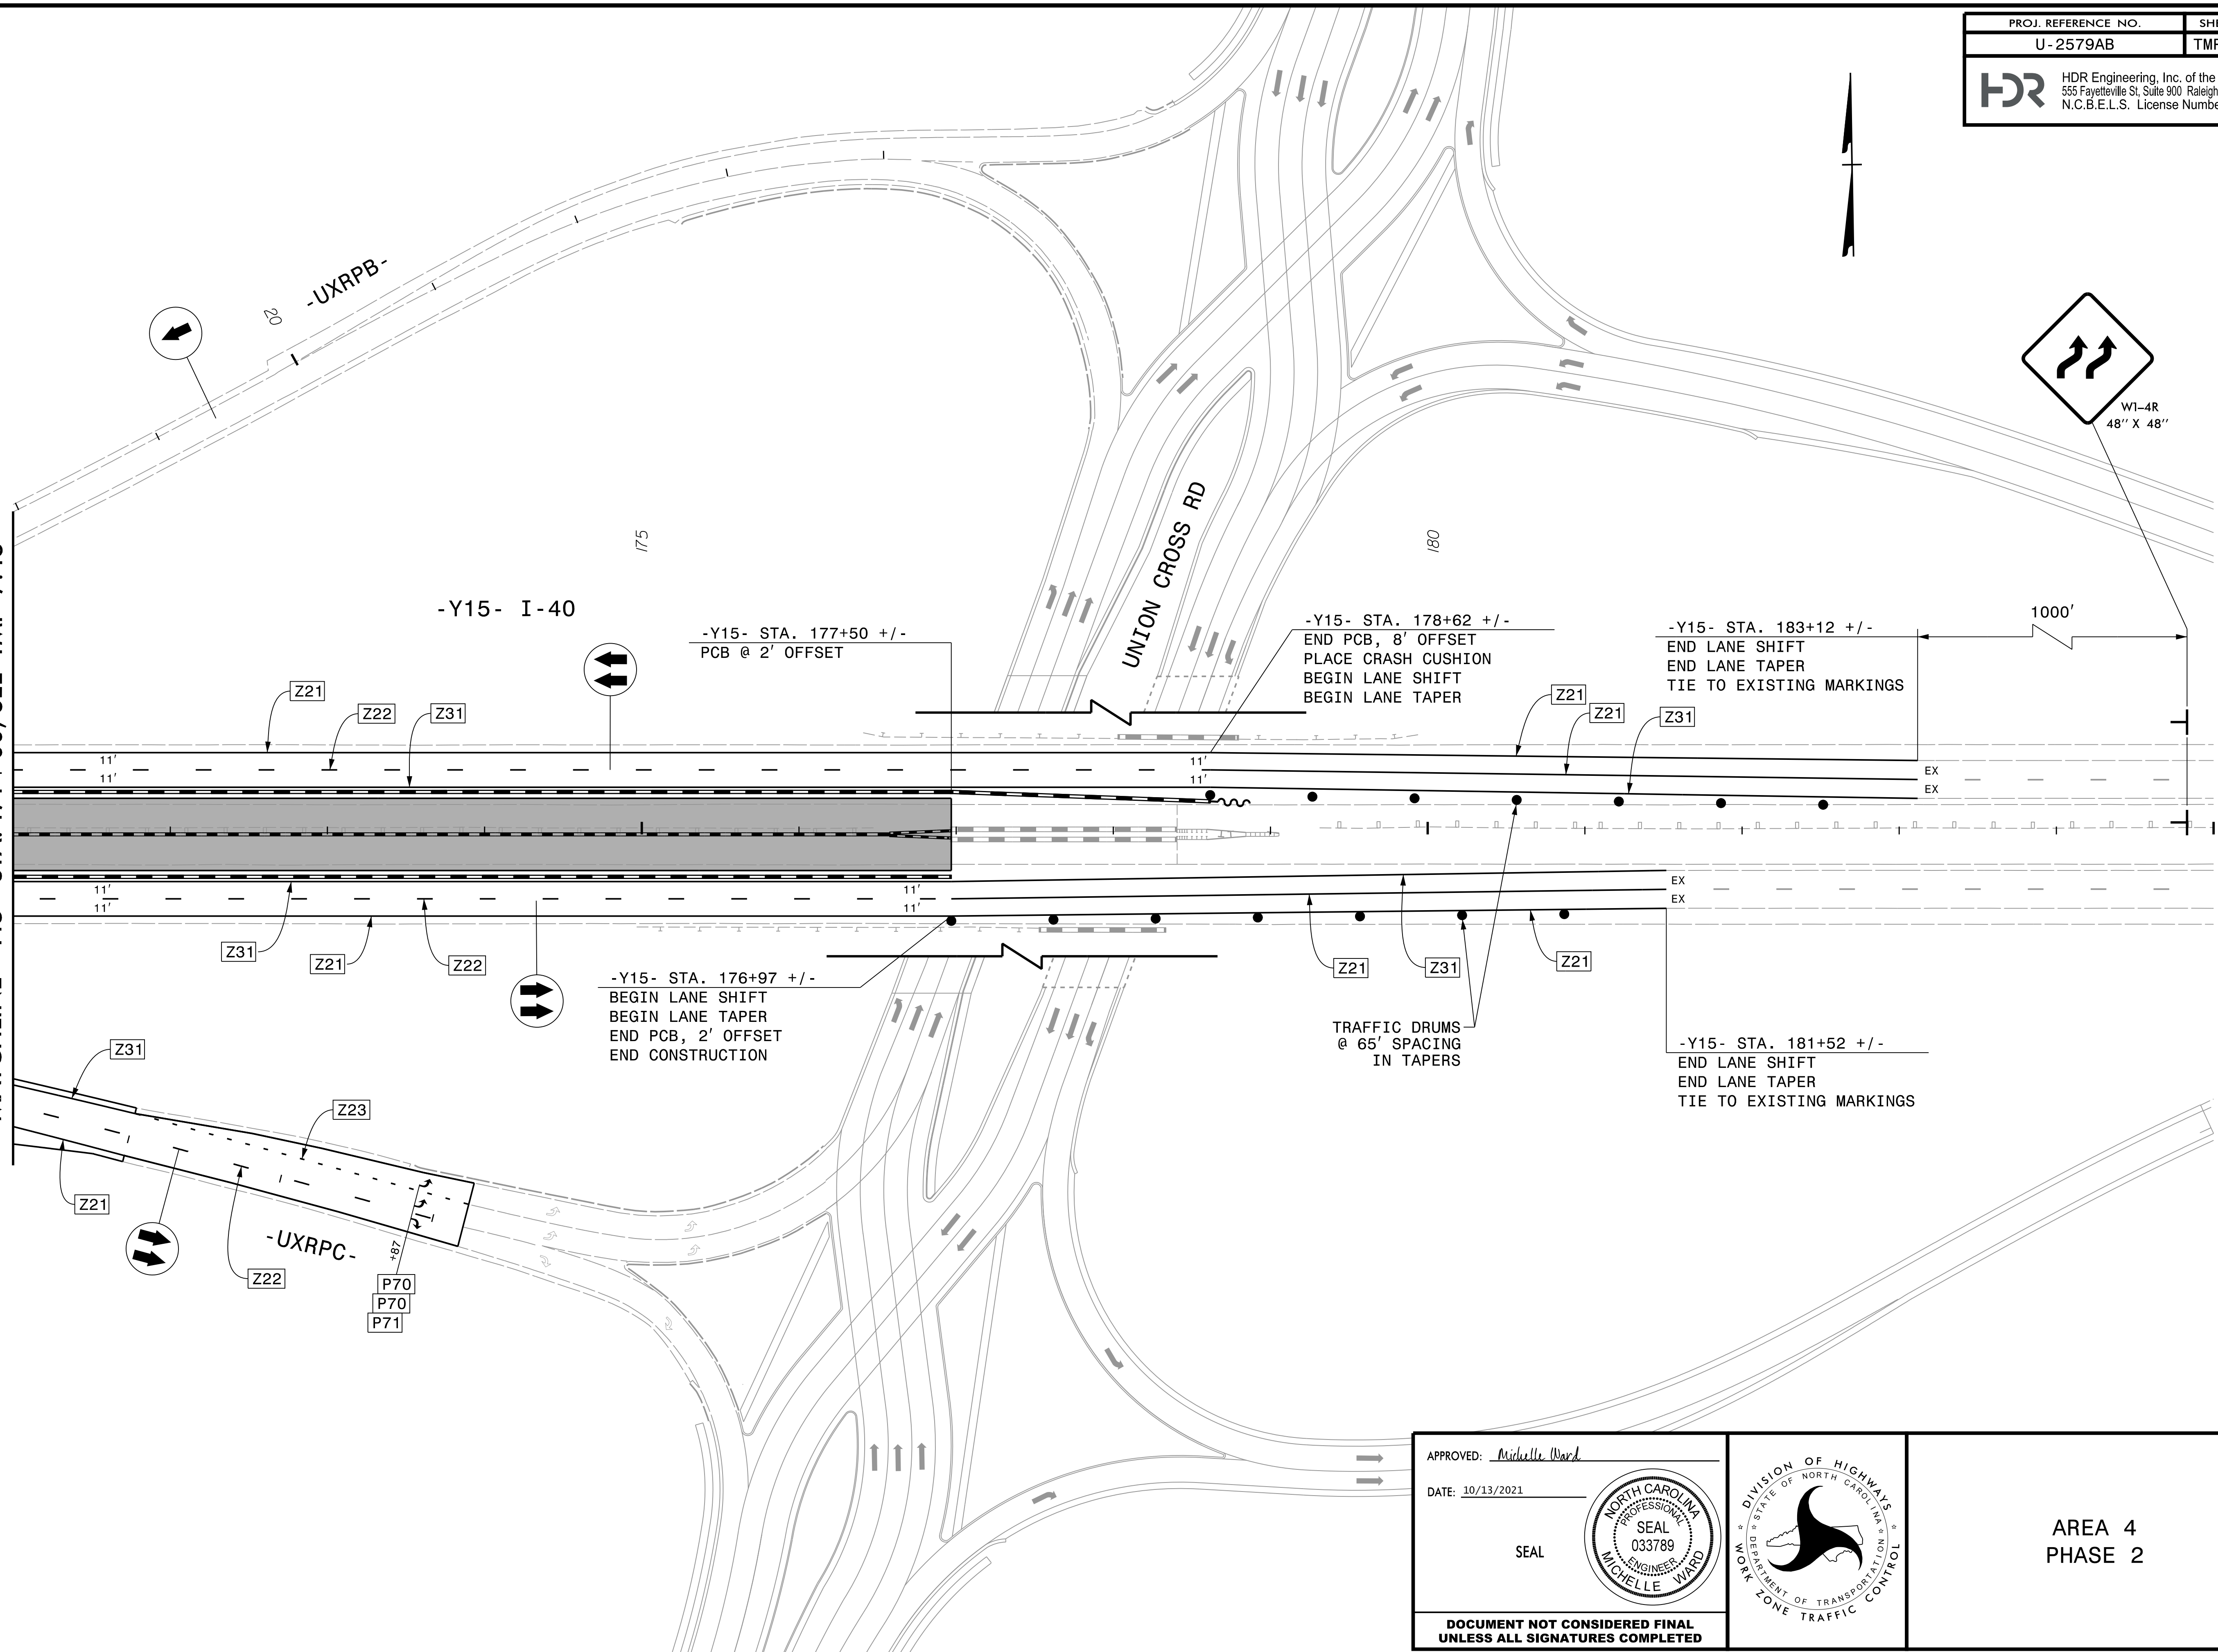 PROJ. REFERENCE NO.
U-2579AB
HDR
HDR Engineering, Inc. of the
555 Fayetteville St, Suite 900 Raleigh
N.C.B.E.L.S. License
-UXRPB-
20
W1-4R
48'' X 48''
UNION CROSS RD
175
180
-Y15- I-40
-Y15- STA. 177+50 +/-
PCB @ 2' OFFSET
-Y15- STA. 178+62 +/-
END PCB, 8' OFFSET
PLACE CRASH CUSHION
BEGIN LANE SHIFT
BEGIN LANE TAPER
-Y15- STA. 183+12 +/-
END LANE SHIFT
END LANE TAPER
TIE TO EXISTING MARKINGS
1000'
Z21
Z22
Z31
Z21
Z21
Z31
11'
11'
11'
11'
EX
EX
11'
11'
11'
11'
EX
EX
Z31
Z21
Z22
Z21
Z31
Z21
-Y15- STA. 176+97 +/-
BEGIN LANE SHIFT
BEGIN LANE TAPER
END PCB, 2' OFFSET
END CONSTRUCTION
TRAFFIC DRUMS
@ 65' SPACING
IN TAPERS
-Y15- STA. 181+52 +/-
END LANE SHIFT
END LANE TAPER
TIE TO EXISTING MARKINGS
Z31
Z23
Z21
-UXRPC-
+87
Z22
P70
P70
P71
APPROVED: Michelle Ward
DATE: 10/13/2021
SEAL
NORTH CAROLINA
PROFESSIONAL
SEAL
033789
ENGINEER
MICHELLE WARD
DOCUMENT NOT CONSIDERED FINAL
UNLESS ALL SIGNATURES COMPLETED
DIVISION OF HIGHWAYS
STATE OF NORTH CAROLINA
DEPARTMENT OF TRANSPORTATION
WORK ZONE TRAFFIC CONTROL
AREA 4
PHASE 2